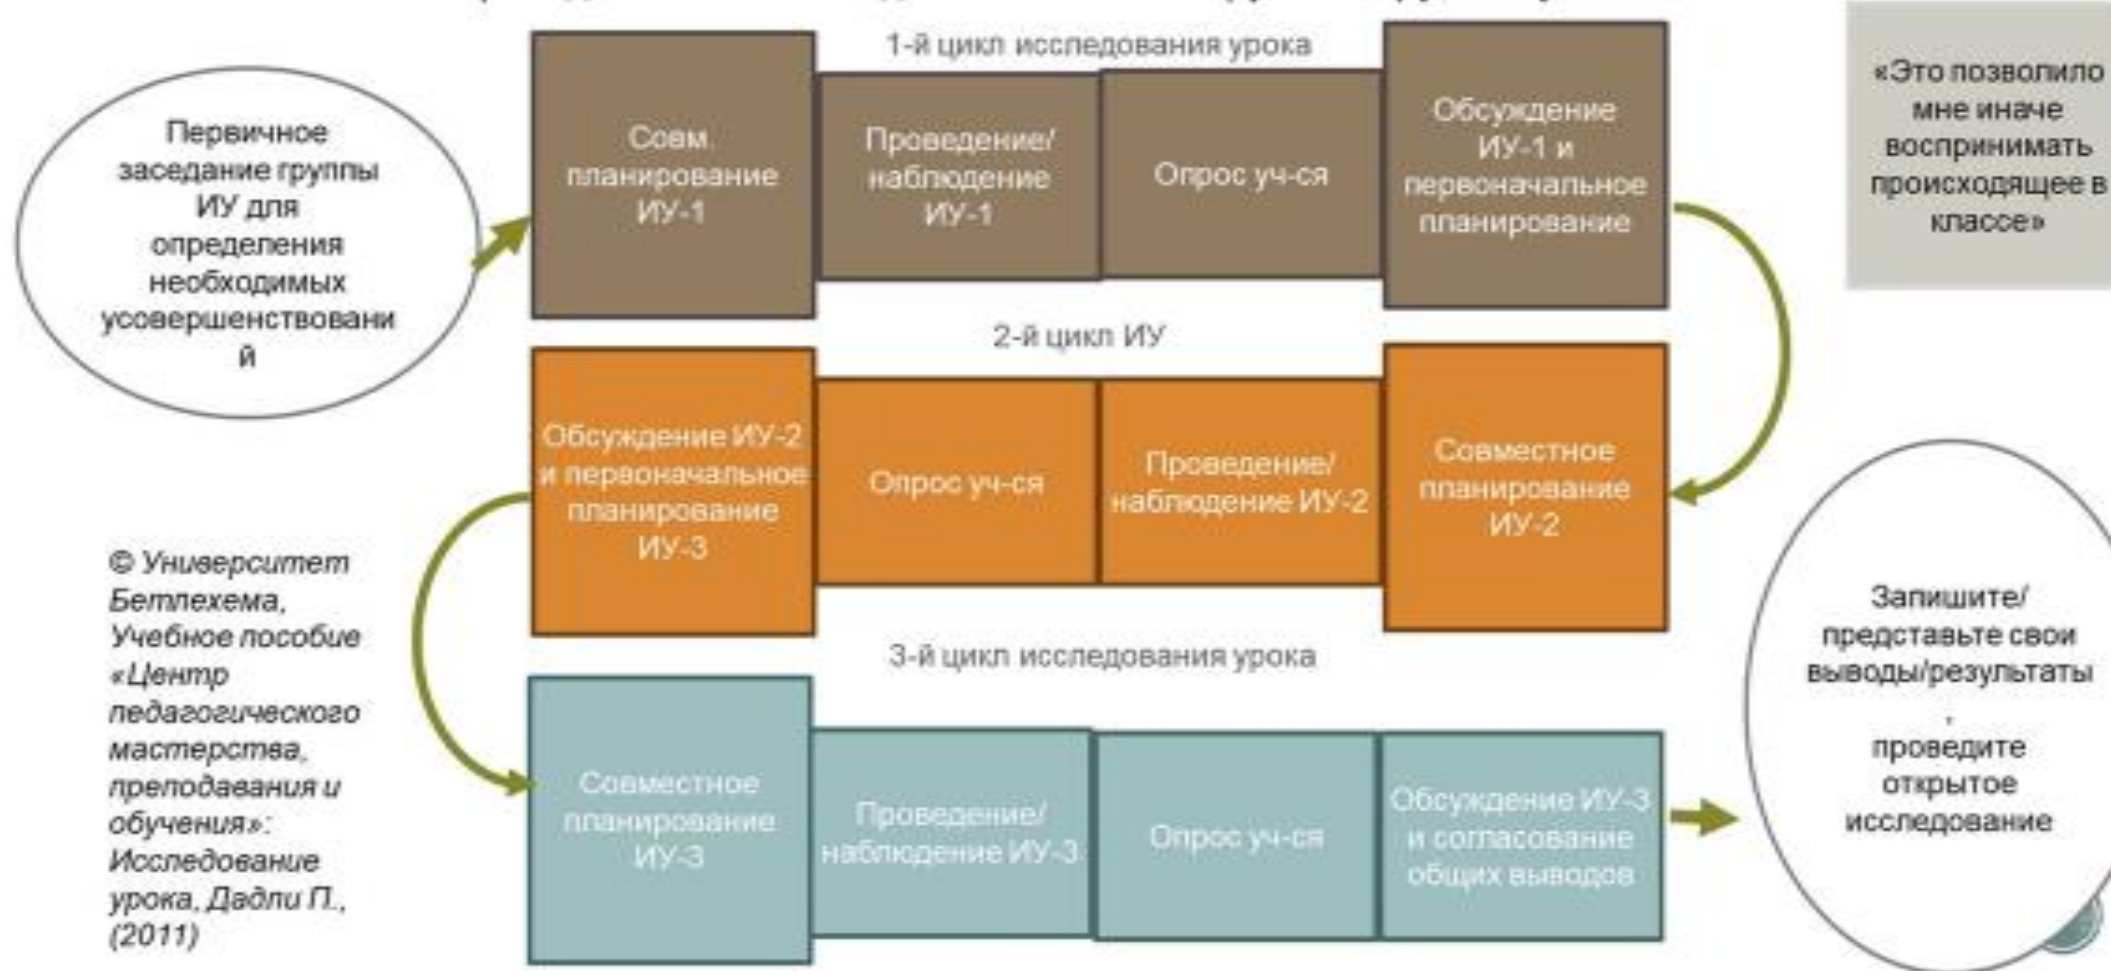 1-й цикл исследования урока
Первичное
заседание группы
ИУ для
определения
необходимых
усовершенствовани
й
Совм.
планирование
ИУ-1
Проведение/
наблюдение
ИУ-1
Опрос уч-ся
Обсуждение
ИУ-1 и
первоначальное
планирование
«Это позволило
мне иначе
воспринимать
происходящее в
классе»
2-й цикл ИУ
Обсуждение ИУ-2
и первоначальное
планирование
ИУ-3
Опрос уч-ся
Проведение/
наблюдение ИУ-2
Совместное
планирование
ИУ-2
3-й цикл исследования урока
© Университет
Бетлехема,
Учебное пособие
«Центр
педагогического
мастерства,
преподавания и
обучения»:
Исследование
урока, Дадли П.,
(2011)
Совместное
планирование
ИУ-3
Проведение/
наблюдение ИУ-3
Опрос уч-ся
Обсуждение ИУ-3
и согласование
общих выводов
Запишите/
представьте свои
выводы/результаты
,
проведите
открытое
исследование